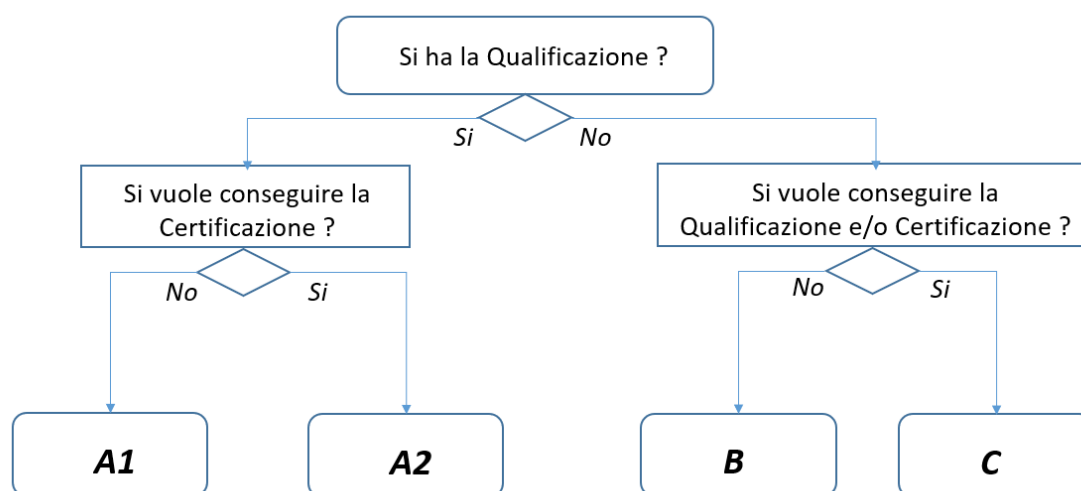 Si ha la Qualificazione ?
Si
No
Si vuole conseguire la
Certificazione ?
Si vuole conseguire la
Qualificazione e/o Certificazione ?
No
Si
No
Si
A1
A2
B
C